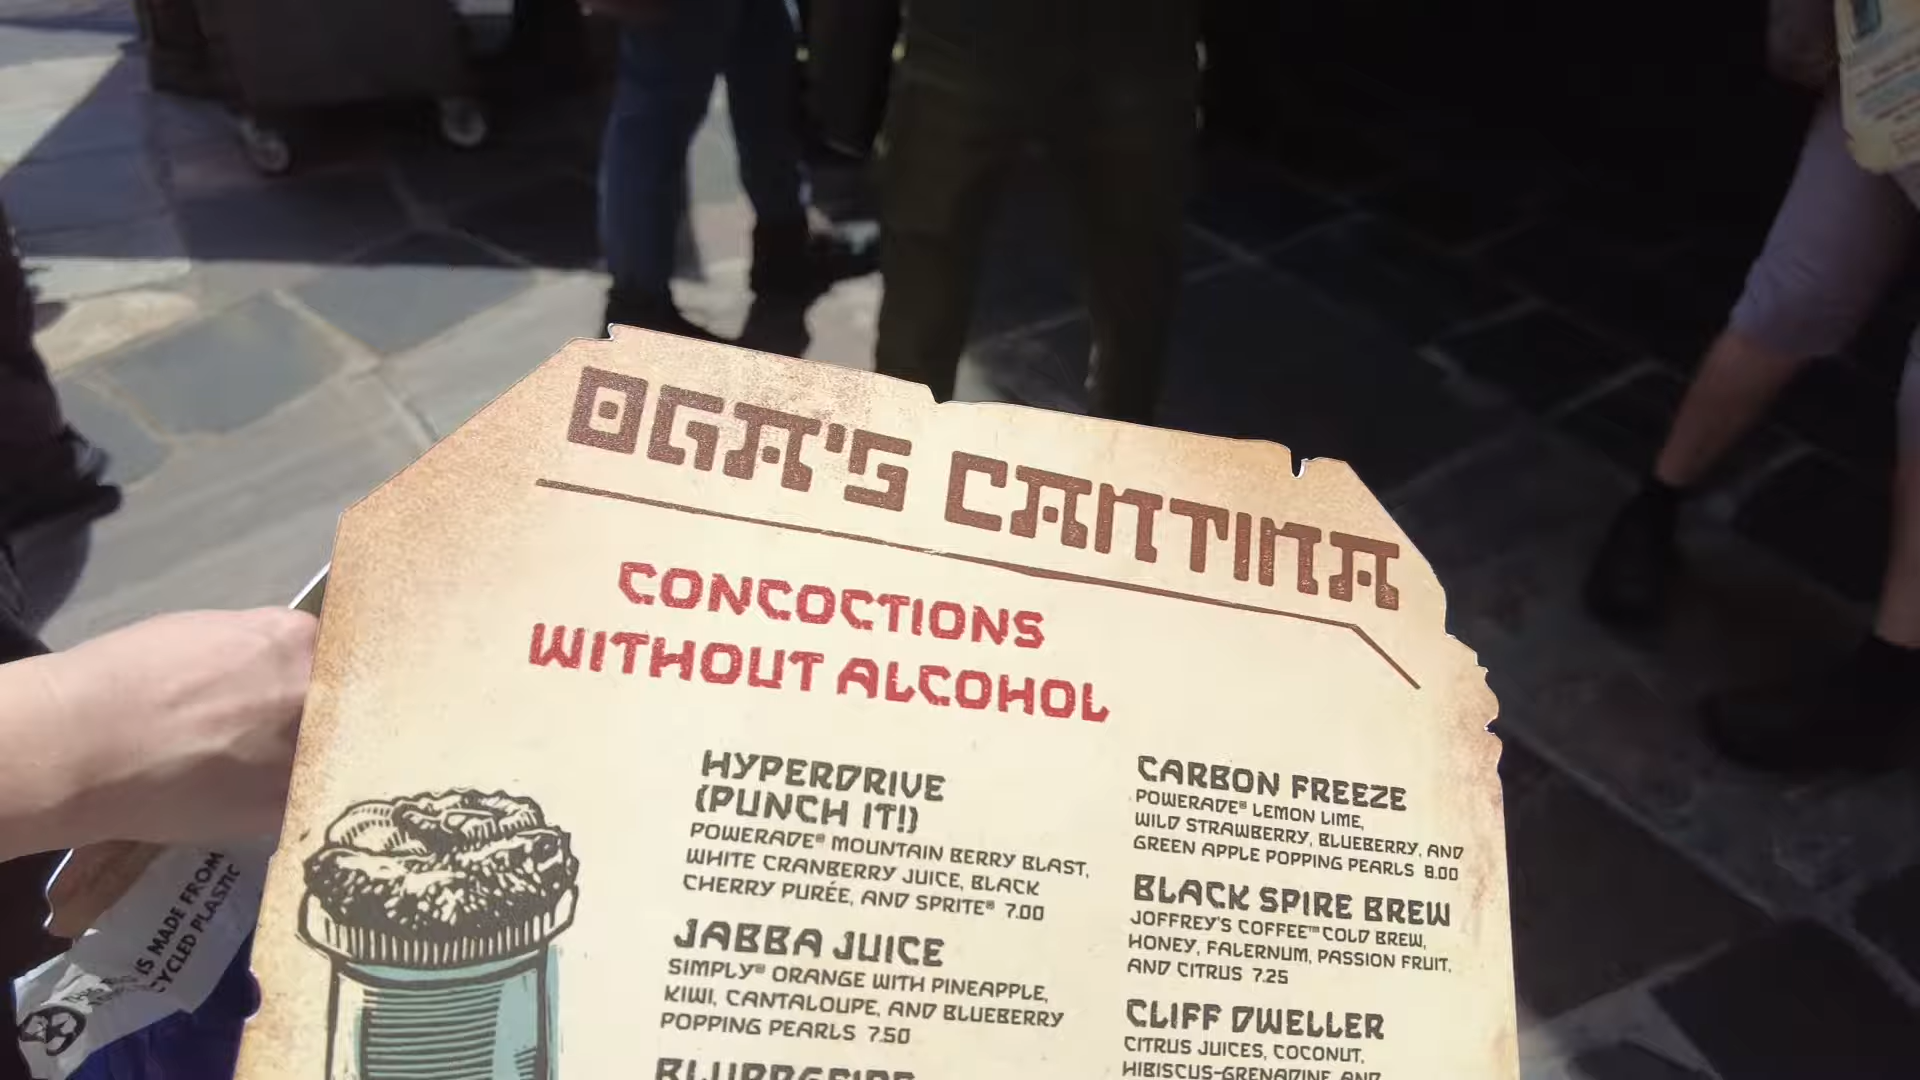 OGA'S CANTINA
CONCOCTIONS
WITHOUT ALCOHOL
HYPERDRIVE
(PUNCH IT!)
POWERADE® MOUNTAIN BERRY BLAST,
WHITE CRANBERRY JUICE, BLACK
CHERRY PURÉE, AND SPRITE® 7.00
JABBA JUICE
SIMPLY® ORANGE WITH PINEAPPLE,
KIWI, CANTALOUPE, AND BLUEBERRY
POPPING PEARLS 7.50
CARBON FREEZE
POWERADE® LEMON LIME,
WILD STRAWBERRY, BLUEBERRY, AND
GREEN APPLE POPPING PEARLS 8.00
BLACK SPIRE BREW
JOFFREY'S COFFEE™ COLD BREW,
HONEY, FALERNUM, PASSION FRUIT,
AND CITRUS 7.25
CLIFF DWELLER
CITRUS JUICES, COCONUT,
HIBISCUS-GRENADINE, AND
IS MADE FROM
CYCLED PLASTIC